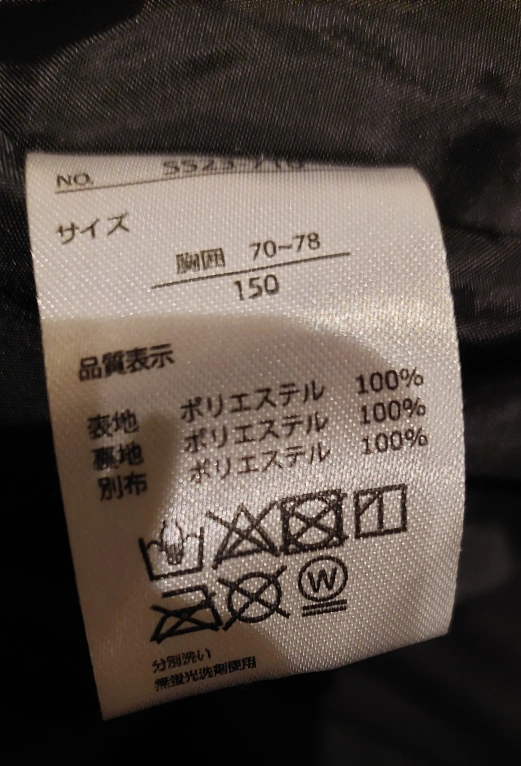 NO.
サイズ
胸囲 70~78
150
品質表示
表地 ポリエステル 100%
裏地 ポリエステル 100%
別布 ポリエステル 100%
W
分別洗い
無蛍光洗剤使用